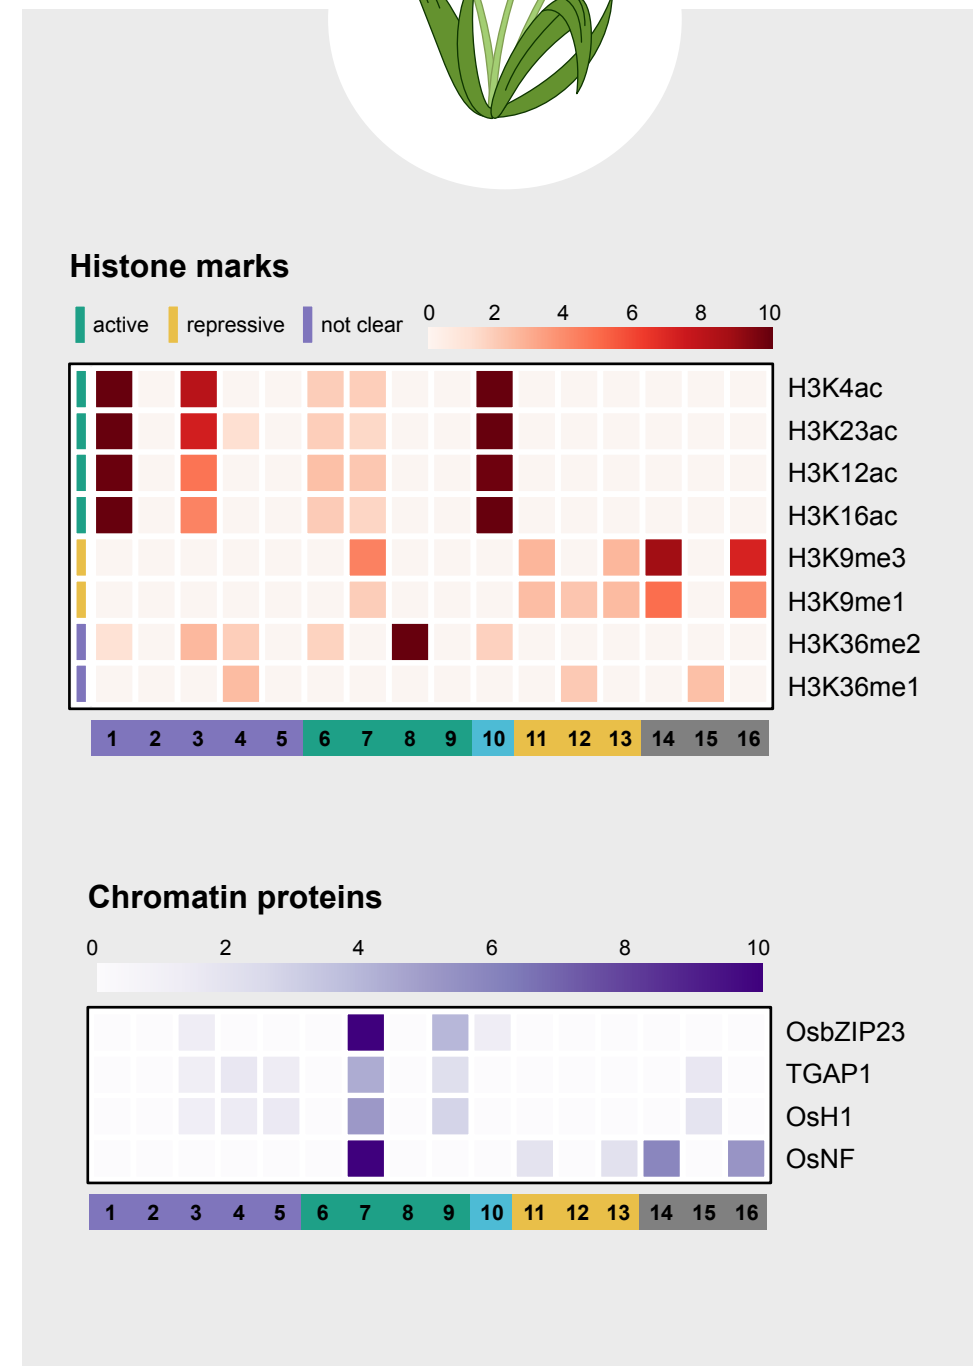 Histone marks
active repressive not clear 0 2 4 6 8 10
H3K4ac
H3K23ac
H3K12ac
H3K16ac
H3K9me3
H3K9me1
H3K36me2
H3K36me1
1 2 3 4 5 6 7 8 9 10 11 12 13 14 15 16
Chromatin proteins
0 2 4 6 8 10
OsbZIP23
TGAP1
OsH1
OsNF
1 2 3 4 5 6 7 8 9 10 11 12 13 14 15 16